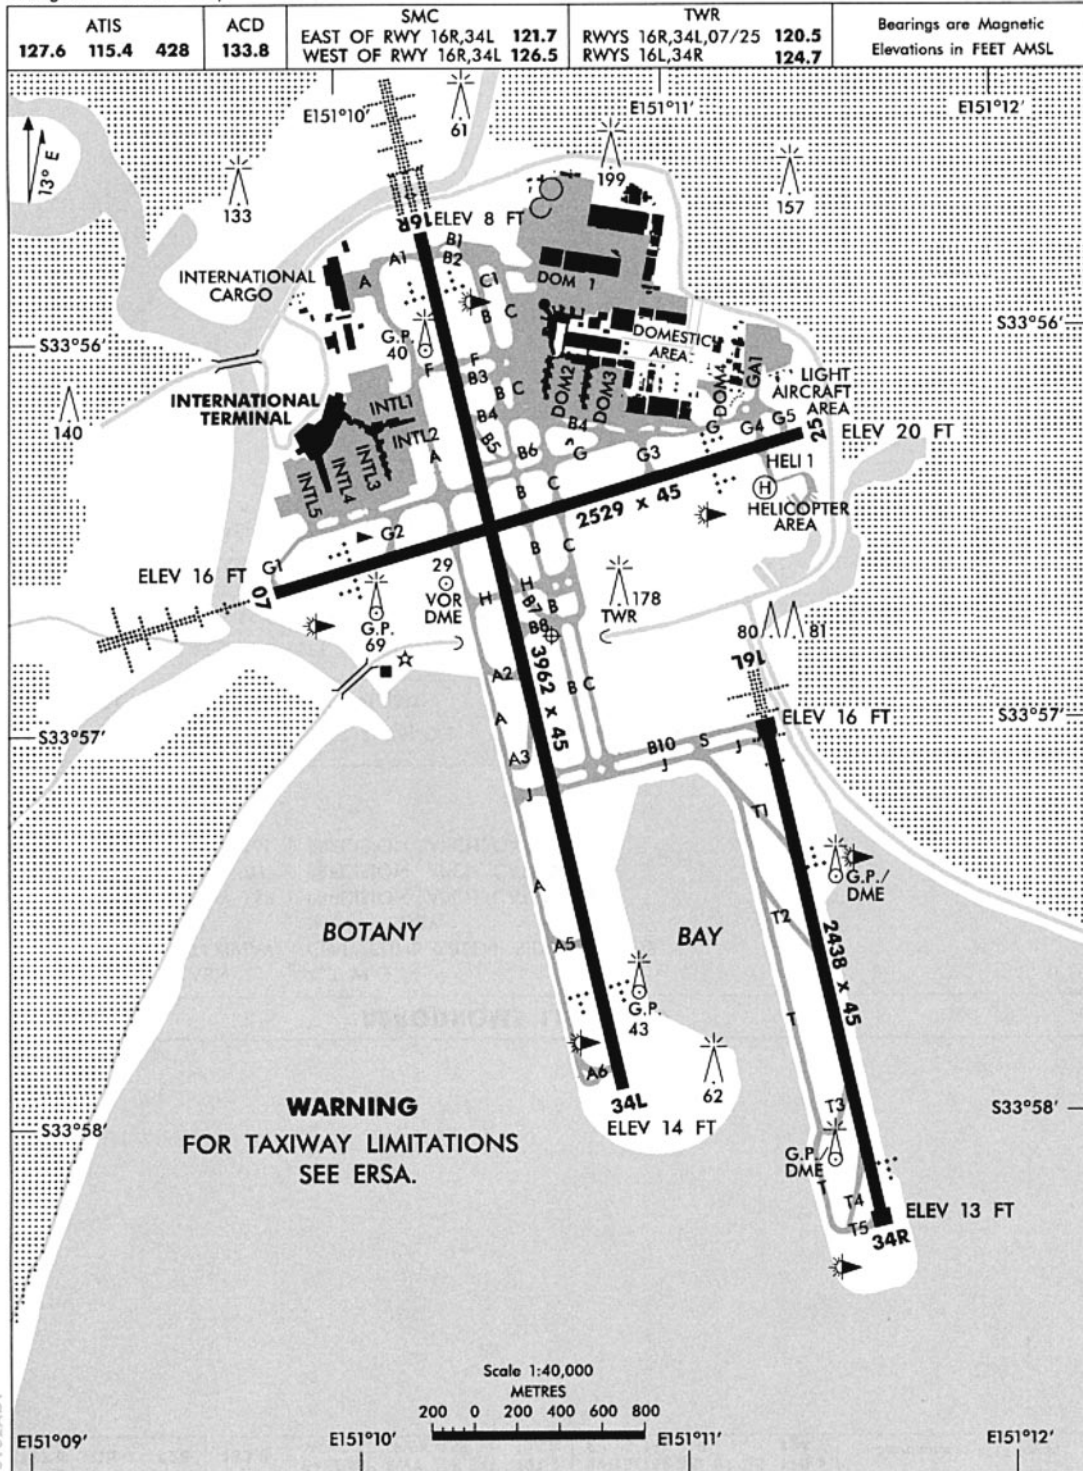 ATIS
127.6 115.4 428
ACD
133.8
SMC
EAST OF RWY 16R,34L 121.7
WEST OF RWY 16R,34L 126.5
TWR
RWYS 16R,34L,07/25 120.5
RWYS 16L,34R 124.7
Bearings are Magnetic
Elevations in FEET AMSL
E151°10'
E151°11'
E151°12'
13° E
61
199
133
157
16R
ELEV 8 FT
B1
A1
B2
INTERNATIONAL
CARGO
A
C1
DOM 1
B
C
S33°56'
G.P.
40
DOMESTIC
AREA
S33°56'
F
F
B3
GA1
LIGHT
AIRCRAFT
AREA
INTERNATIONAL
TERMINAL
140
INTL1
B
C
DOM2
DOM3
DOM4
B4
B4
G
G4
G5
25
ELEV 20 FT
INTL2
A
B5
B6
G
G3
INTL3
INTL4
INTL5
HELI 1
H
HELICOPTER
AREA
B
C
2529 x 45
G2
B
C
G1
ELEV 16 FT
07
29
VOR
DME
H
H
178
TWR
B7
B
G.P.
69
B8
80
81
16L
3962 x 45
A2
B
C
ELEV 16 FT
S33°57'
A
S33°57'
B10
S
J
A3
J
J
T1
G.P./
DME
A
BOTANY
BAY
T2
2438 x 45
A5
G.P.
43
T
A6
62
34L
ELEV 14 FT
WARNING
FOR TAXIWAY LIMITATIONS
SEE ERSA.
S33°58'
S33°58'
T3
G.P./
DME
T
T4
ELEV 13 FT
T5
34R
Scale 1:40,000
METRES
200 0 200 400 600 800
E151°09'
E151°10'
E151°11'
E151°12'